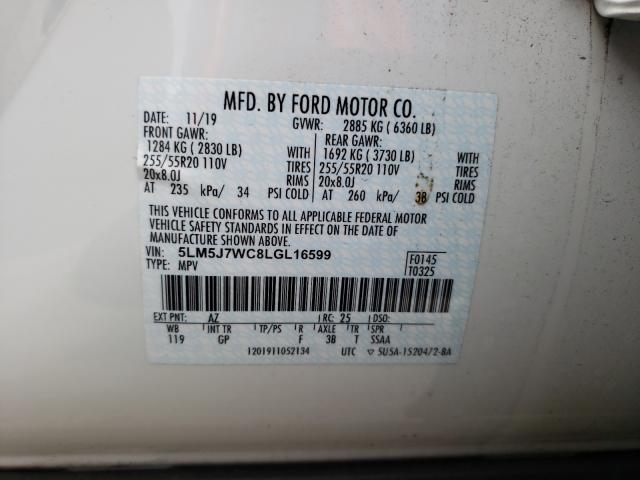 MFD. BY FORD MOTOR CO.
DATE: 11/19 GVWR: 2885 KG ( 6360 LB)
FRONT GAWR: REAR GAWR:
1284 KG ( 2830 LB) WITH 1692 KG ( 3730 LB) WITH
255/55R20 110V TIRES 255/55R20 110V TIRES
20x8.0J RIMS 20x8.0J RIMS
AT 235 kPa/ 34 PSI COLD AT 260 kPa/ 38 PSI COLD
THIS VEHICLE CONFORMS TO ALL APPLICABLE FEDERAL MOTOR
VEHICLE SAFETY STANDARDS IN EFFECT ON THE DATE OF
MANUFACTURE SHOWN ABOVE.
VIN: 5LM5J7WC8LGL16599 F0145
TYPE: MPV T0325
EXT PNT: AZ RC: 25 DSO:
WB INT TR TP/PS R AXLE TR SPR
119 GP F 3B T SSAA
1201911052134 UTC ▽ 5U5A-15204/2-BA